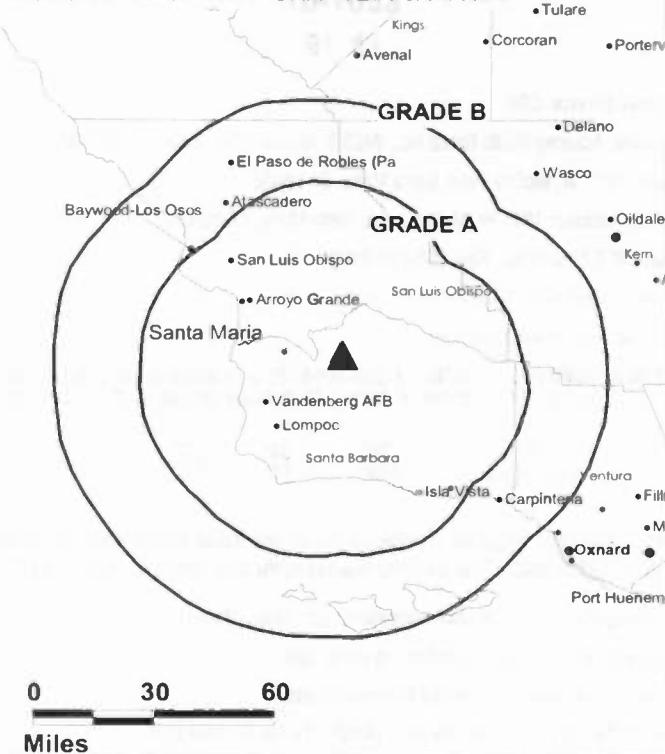 Tulare
Kings
Corcoran
Avenal
GRADE B
Delano
El Paso de Robles (Pa
Wasco
Atascadero
Baywood-Los Osos
GRADE A
Oildale
San Luis Obispo
Kern
San Luis Obispo
Arroyo Grande
Santa Maria
Vandenberg AFB
Lompoc
Santa Barbara
Ventura
Isla Vista
Carpinteria
Oxnard
Port Huenem
0 30 60
Miles